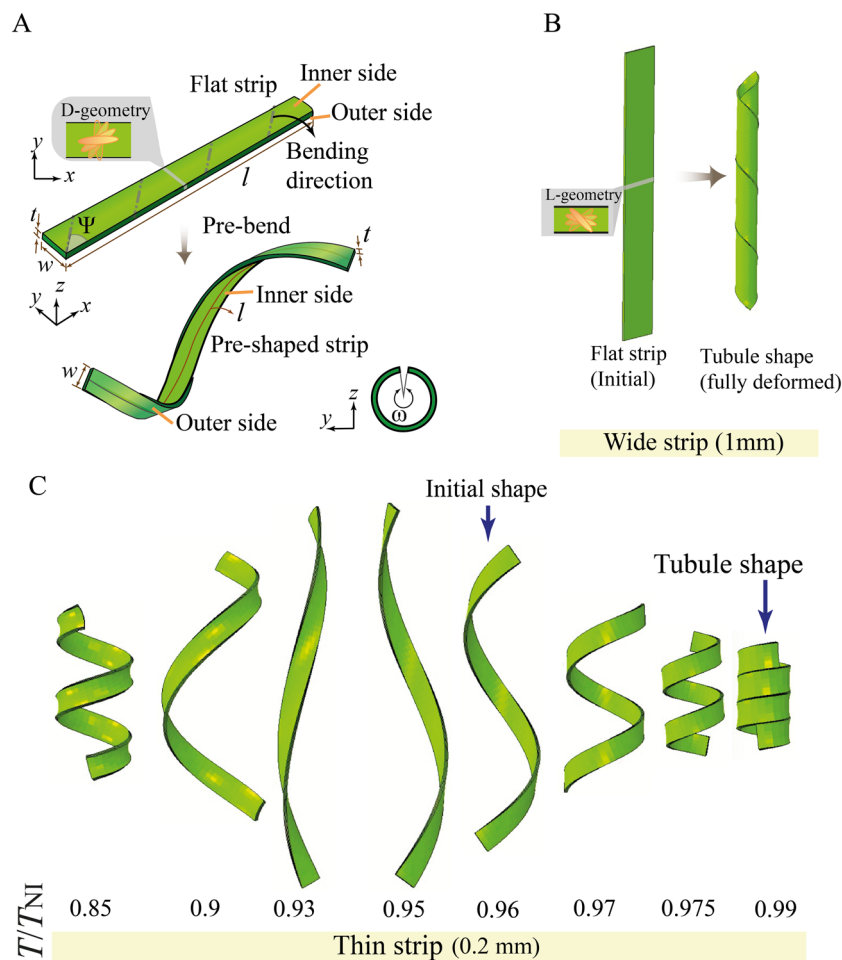 A
Flat strip
Inner side
Outer side
D-geometry
Bending
direction
y
x
l
t
Ψ
w
Pre-bend
t
Inner side
l
z
y
x
Pre-shaped strip
w
Outer side
z
y
ω
B
L-geometry
Flat strip
(Initial)
Tubule shape
(fully deformed)
Wide strip (1mm)
C
Initial shape
Tubule shape
T/TNI
0.85
0.9
0.93
0.95
0.96
0.97
0.975
0.99
Thin strip (0.2 mm)